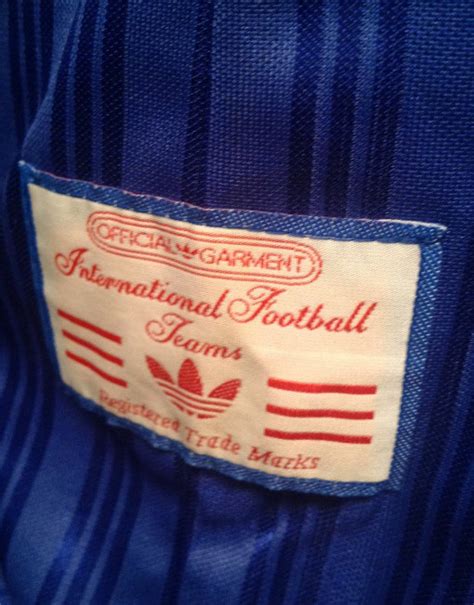 OFFICIAL GARMENT
International Football
Teams
Registered Trade Marks